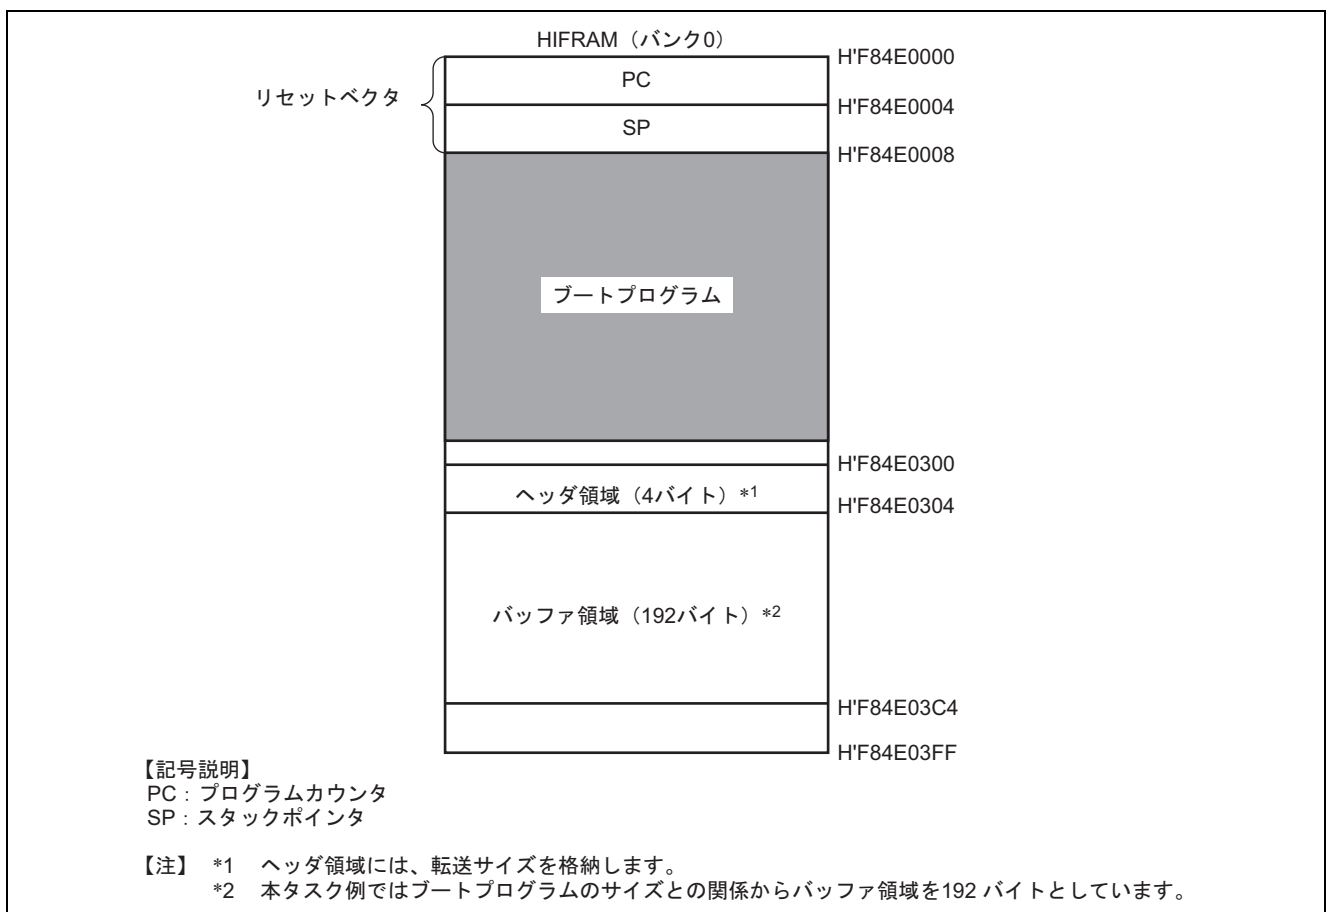 HIFRAM（バンク0）
H'F84E0000
リセットベクタ
PC
H'F84E0004
SP
H'F84E0008
ブートプログラム
H'F84E0300
ヘッダ領域（4バイト）*1
H'F84E0304
バッファ領域（192バイト）*2
H'F84E03C4
H'F84E03FF
【記号説明】
PC：プログラムカウンタ
SP：スタックポインタ
【注】 *1 ヘッダ領域には、転送サイズを格納します。
*2 本タスク例ではブートプログラムのサイズとの関係からバッファ領域を192 バイトとしています。